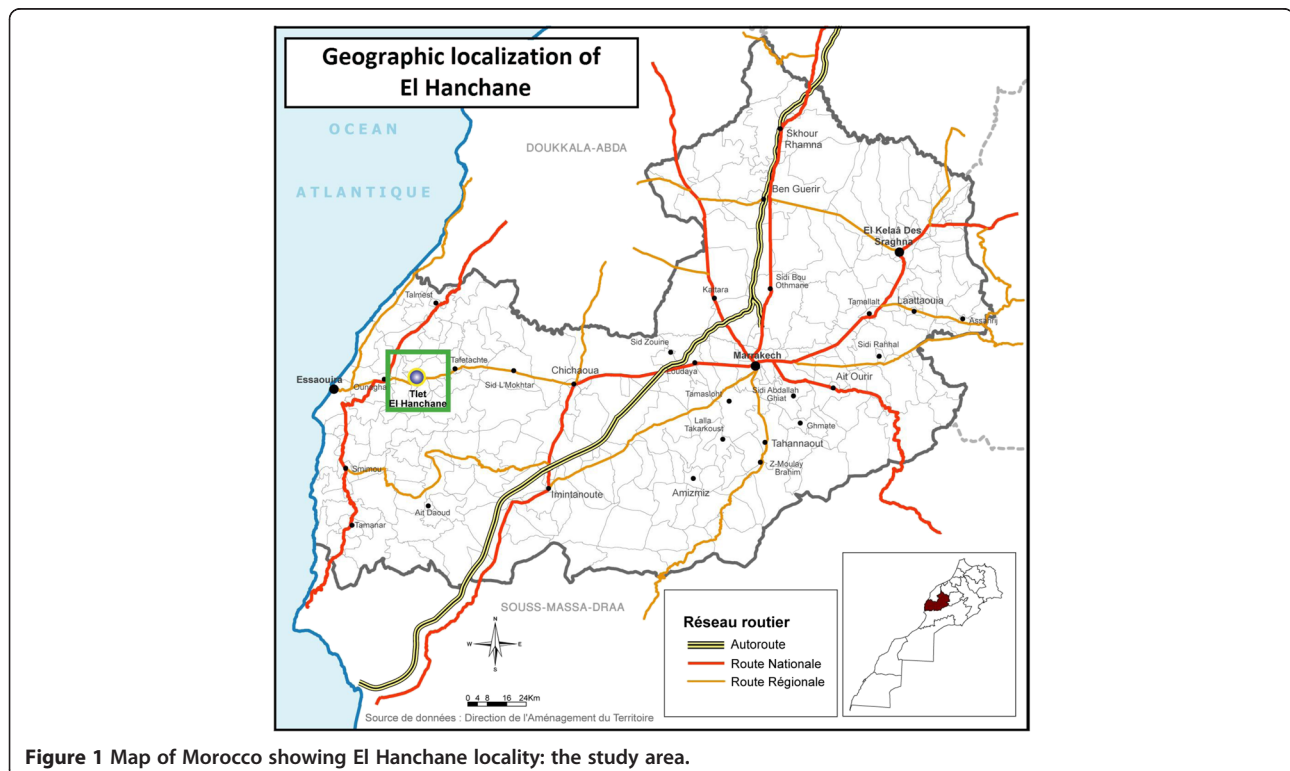 Geographic localization of
El Hanchane
OCEAN
ATLANTIQUE
DOUKKALA-ABDA
Skhour
Rhamna
Ben Guerir
El Kelaâ Des
Sraghna
Sidi Bou
Othmane
Kattara
Talmest
Tamallalt
Laattaouia
Assahrij
Sid Zouine
Sidi Rahhal
Marrakech
Loudaya
Tafetachte
Sid L'Mokhtar
Chichaoua
Essaouira
Ounagha
Tlet
El Hanchane
Ait Ourir
Sidi Abdallah
Ghiat
Tamasloht
Lalla
Takarkoust
Ghmate
Tahannaout
Z-Moulay
Brahim
Smimou
Imintanoute
Amizmiz
Ait Daoud
Tamanar
SOUSS-MASSA-DRAA
N
W
E
S
0 4 8 16 24Km
Source de données : Direction de l'Aménagement du Territoire
Réseau routier
Autoroute
Route Nationale
Route Régionale
Figure 1 Map of Morocco showing El Hanchane locality: the study area.